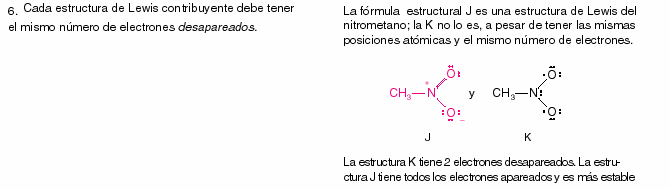 6. Cada estructura de Lewis contribuyente debe tener
el mismo número de electrones desapareados.
La fórmula estructural J es una estructura de Lewis del
nitrometano; la K no lo es, a pesar de tener las mismas
posiciones atómicas y el mismo número de electrones.
CH₃—N⁺ O O⁻ y CH₃—N O O
J K
La estructura K tiene 2 electrones desapareados. La estru-
ctura J tiene todos los electrones apareados y es más estable